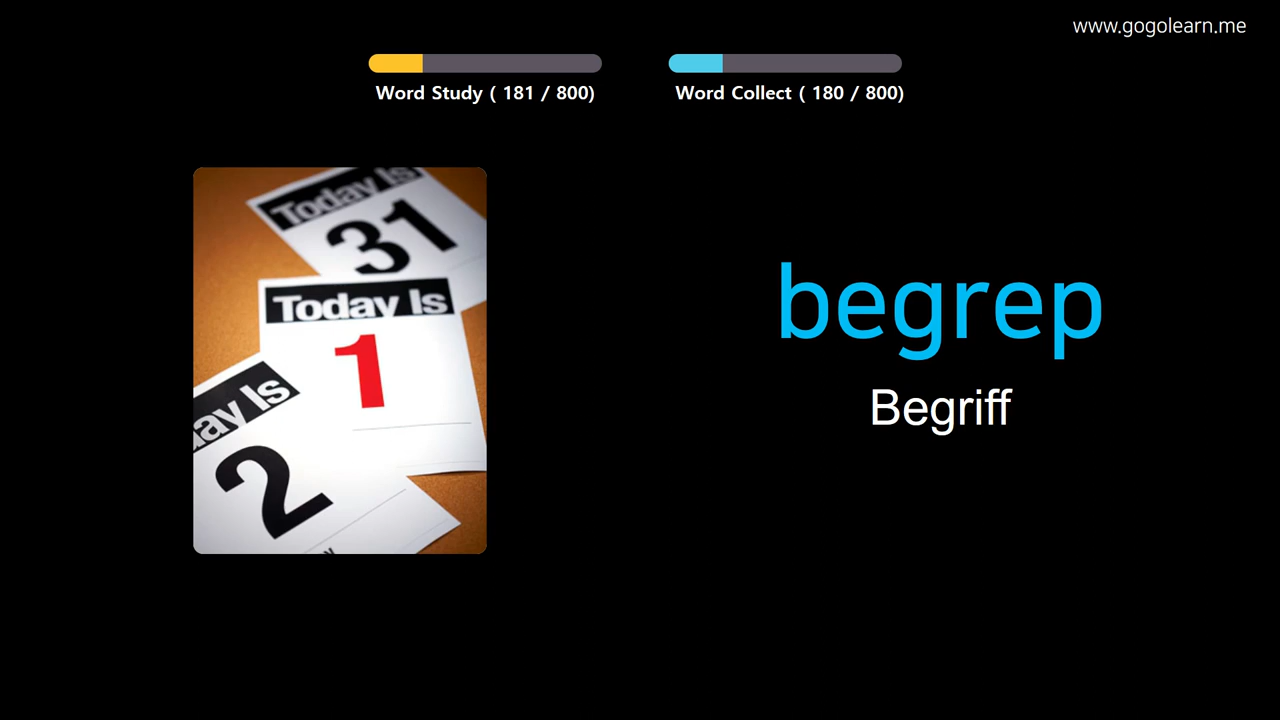 www.gogolearn.me
Word Study ( 181 / 800)
Word Collect ( 180 / 800)
Today Is
31
Today Is
1
ay Is
2
begrep
Begriff